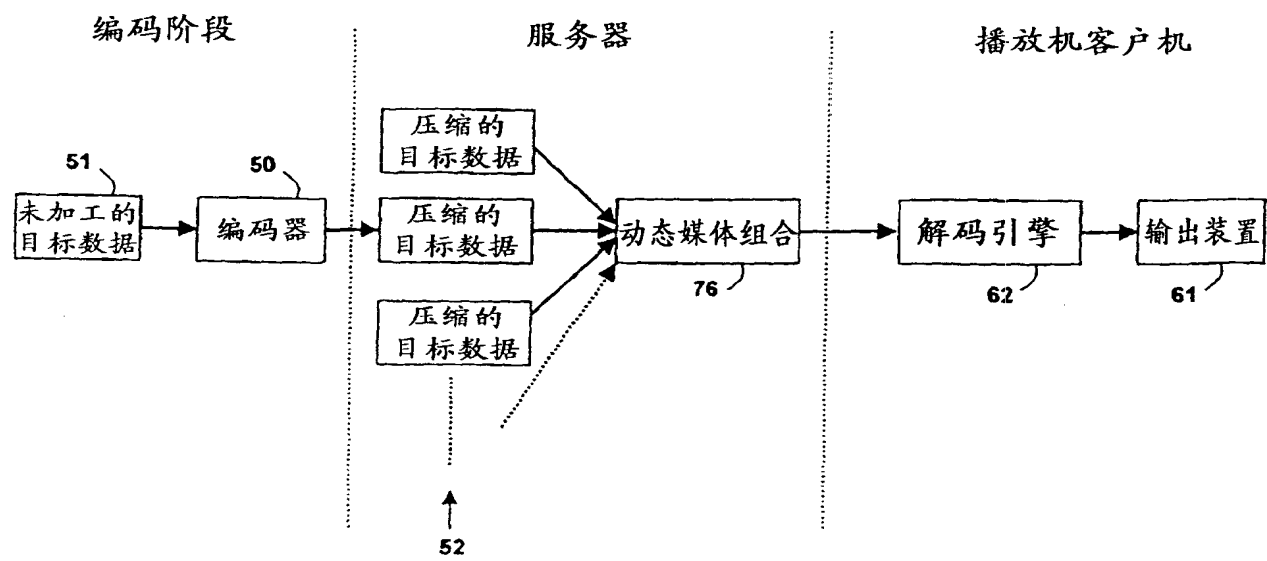 编码阶段
服务器
播放机客户机
压缩的
目标数据
51
50
未加工的
目标数据
编码器
压缩的
目标数据
动态媒体组合
解码引擎
输出装置
76
62
61
压缩的
目标数据
52